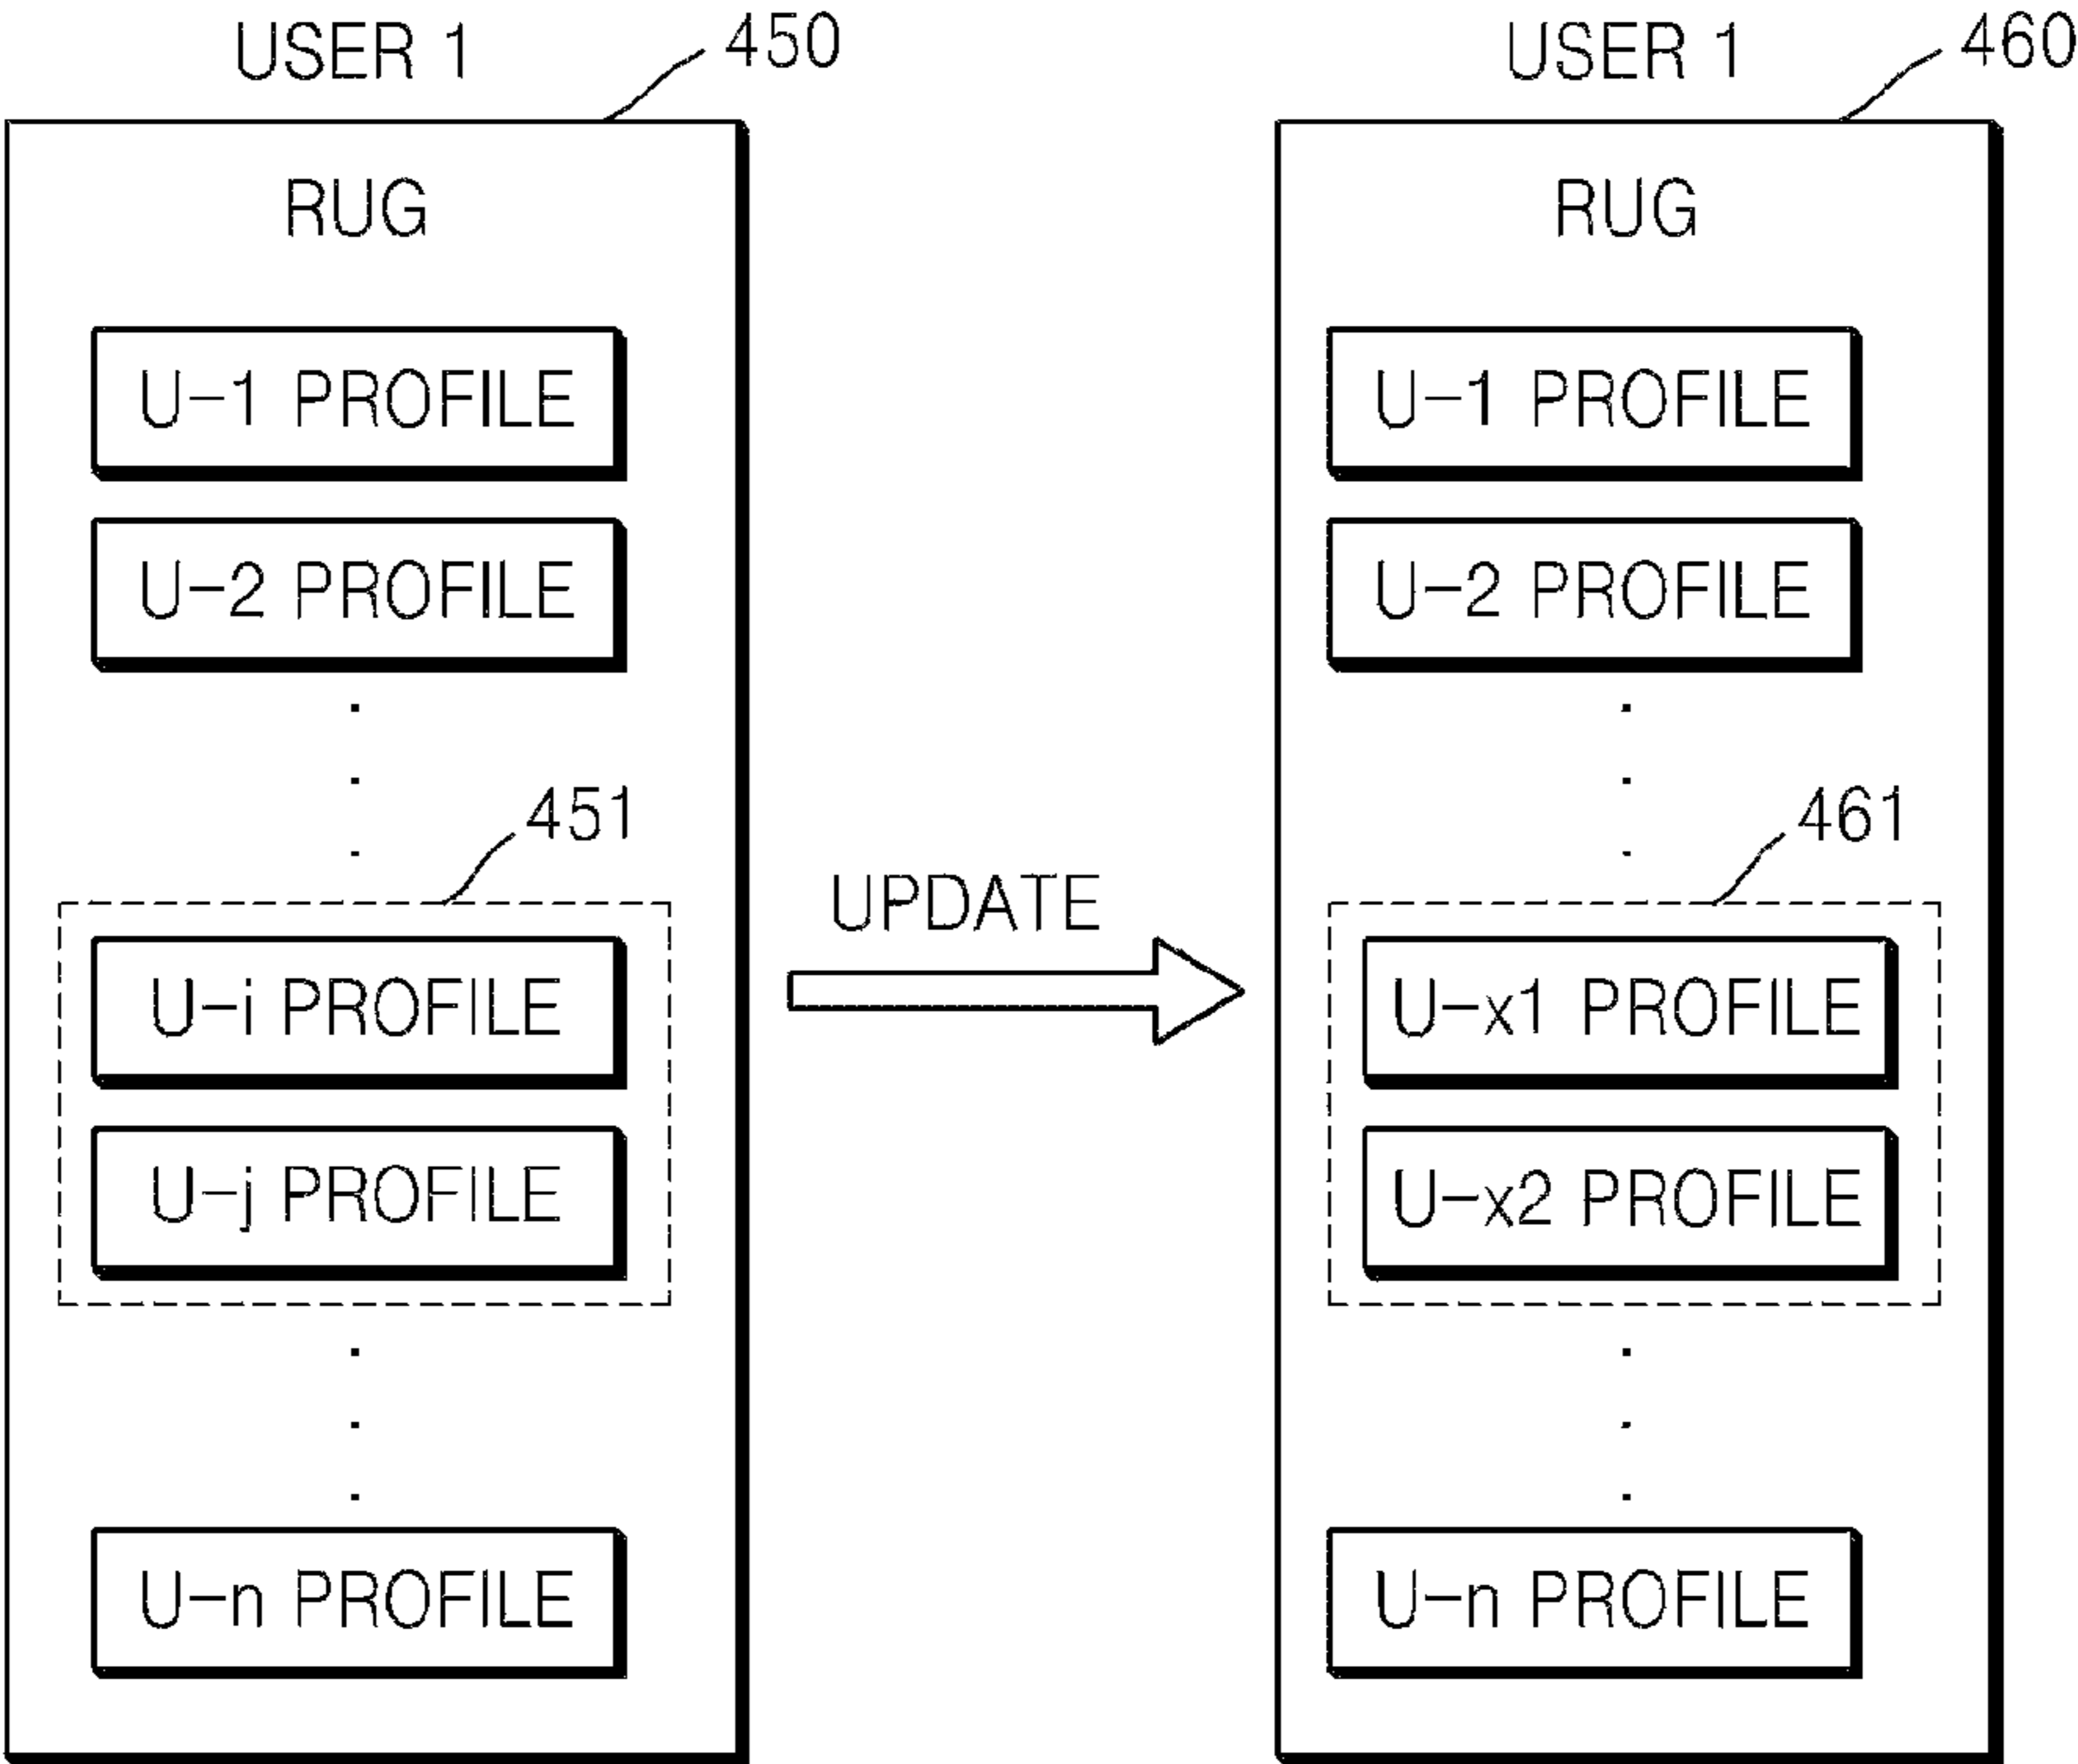 USER 1
450
RUG
U-1 PROFILE
U-2 PROFILE
451
U-i PROFILE
U-j PROFILE
U-n PROFILE
UPDATE
USER 1
460
RUG
U-1 PROFILE
U-2 PROFILE
461
U-x1 PROFILE
U-x2 PROFILE
U-n PROFILE